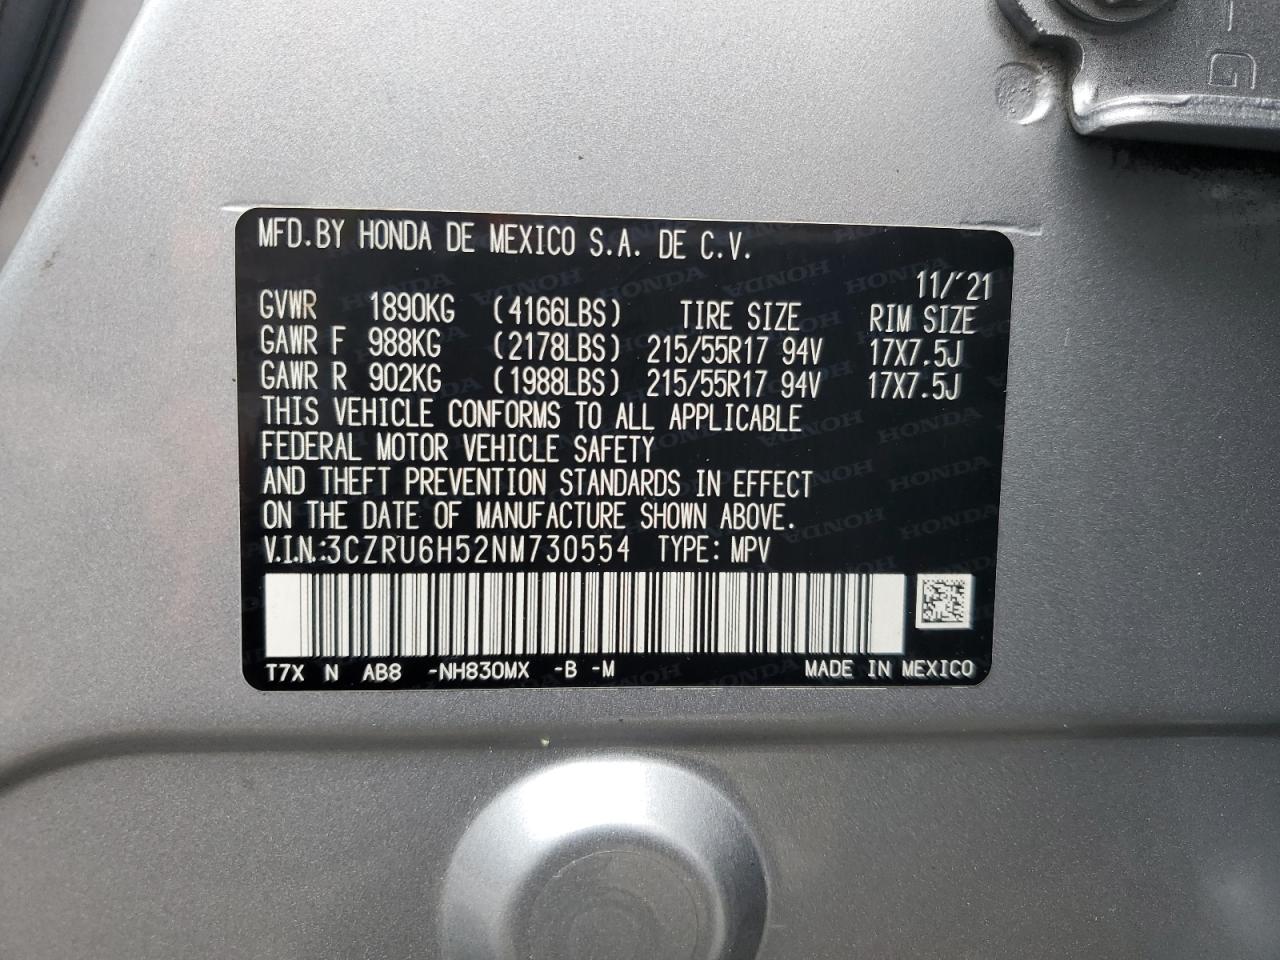 MFD. BY HONDA DE MEXICO S.A. DE C.V.
11/´21
GVWR 1890KG (4166LBS) TIRE SIZE RIM SIZE
GAWR F 988KG (2178LBS) 215/55R17 94V 17X7.5J
GAWR R 902KG (1988LBS) 215/55R17 94V 17X7.5J
THIS VEHICLE CONFORMS TO ALL APPLICABLE
FEDERAL MOTOR VEHICLE SAFETY
AND THEFT PREVENTION STANDARDS IN EFFECT
ON THE DATE OF MANUFACTURE SHOWN ABOVE.
V.I.N.:3CZRU6H52NM730554 TYPE: MPV
T7X N AB8 -NH830MX -B -M MADE IN MEXICO